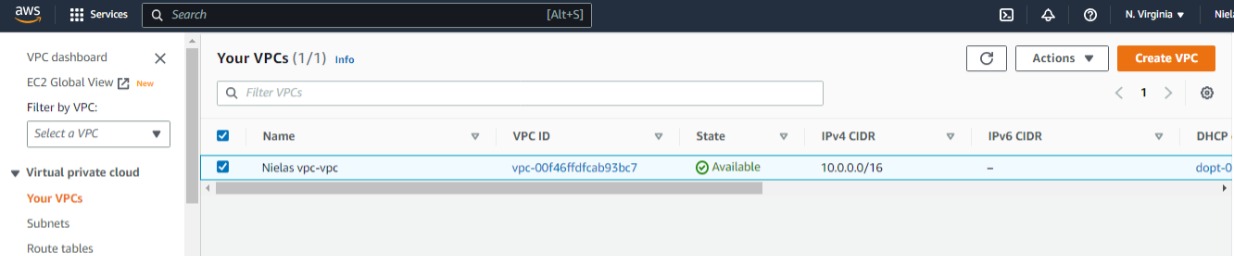 aws Services Search [Alt+S] N. Virginia Niel
VPC dashboard
EC2 Global View New
Filter by VPC:
Select a VPC
Virtual private cloud
Your VPCs
Subnets
Route tables
Your VPCs (1/1) Info Actions Create VPC
Filter VPCs 1
Name VPC ID State IPv4 CIDR IPv6 CIDR DHCP
Nielas vpc-vpc vpc-00f46ffdfcab93bc7 Available 10.0.0.0/16 – dopt-0